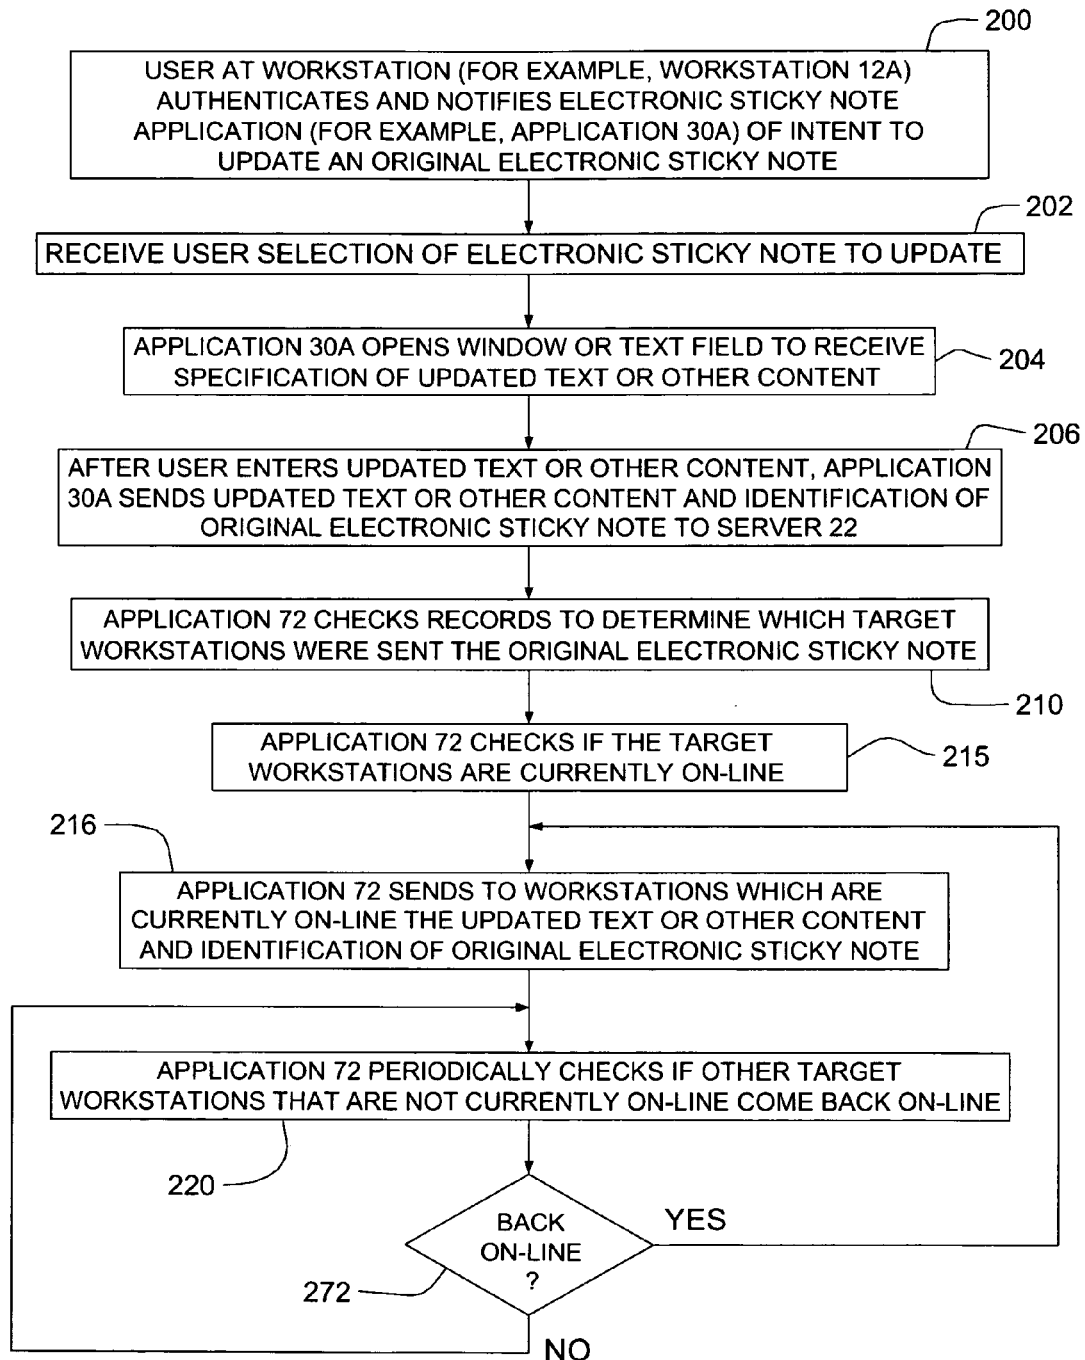 200
USER AT WORKSTATION (FOR EXAMPLE, WORKSTATION 12A)
AUTHENTICATES AND NOTIFIES ELECTRONIC STICKY NOTE
APPLICATION (FOR EXAMPLE, APPLICATION 30A) OF INTENT TO
UPDATE AN ORIGINAL ELECTRONIC STICKY NOTE
202
RECEIVE USER SELECTION OF ELECTRONIC STICKY NOTE TO UPDATE
APPLICATION 30A OPENS WINDOW OR TEXT FIELD TO RECEIVE
SPECIFICATION OF UPDATED TEXT OR OTHER CONTENT
204
206
AFTER USER ENTERS UPDATED TEXT OR OTHER CONTENT, APPLICATION
30A SENDS UPDATED TEXT OR OTHER CONTENT AND IDENTIFICATION OF
ORIGINAL ELECTRONIC STICKY NOTE TO SERVER 22
APPLICATION 72 CHECKS RECORDS TO DETERMINE WHICH TARGET
WORKSTATIONS WERE SENT THE ORIGINAL ELECTRONIC STICKY NOTE
210
APPLICATION 72 CHECKS IF THE TARGET
WORKSTATIONS ARE CURRENTLY ON-LINE
215
216
APPLICATION 72 SENDS TO WORKSTATIONS WHICH ARE
CURRENTLY ON-LINE THE UPDATED TEXT OR OTHER CONTENT
AND IDENTIFICATION OF ORIGINAL ELECTRONIC STICKY NOTE
APPLICATION 72 PERIODICALLY CHECKS IF OTHER TARGET
WORKSTATIONS THAT ARE NOT CURRENTLY ON-LINE COME BACK ON-LINE
220
BACK
ON-LINE
?
YES
272
NO